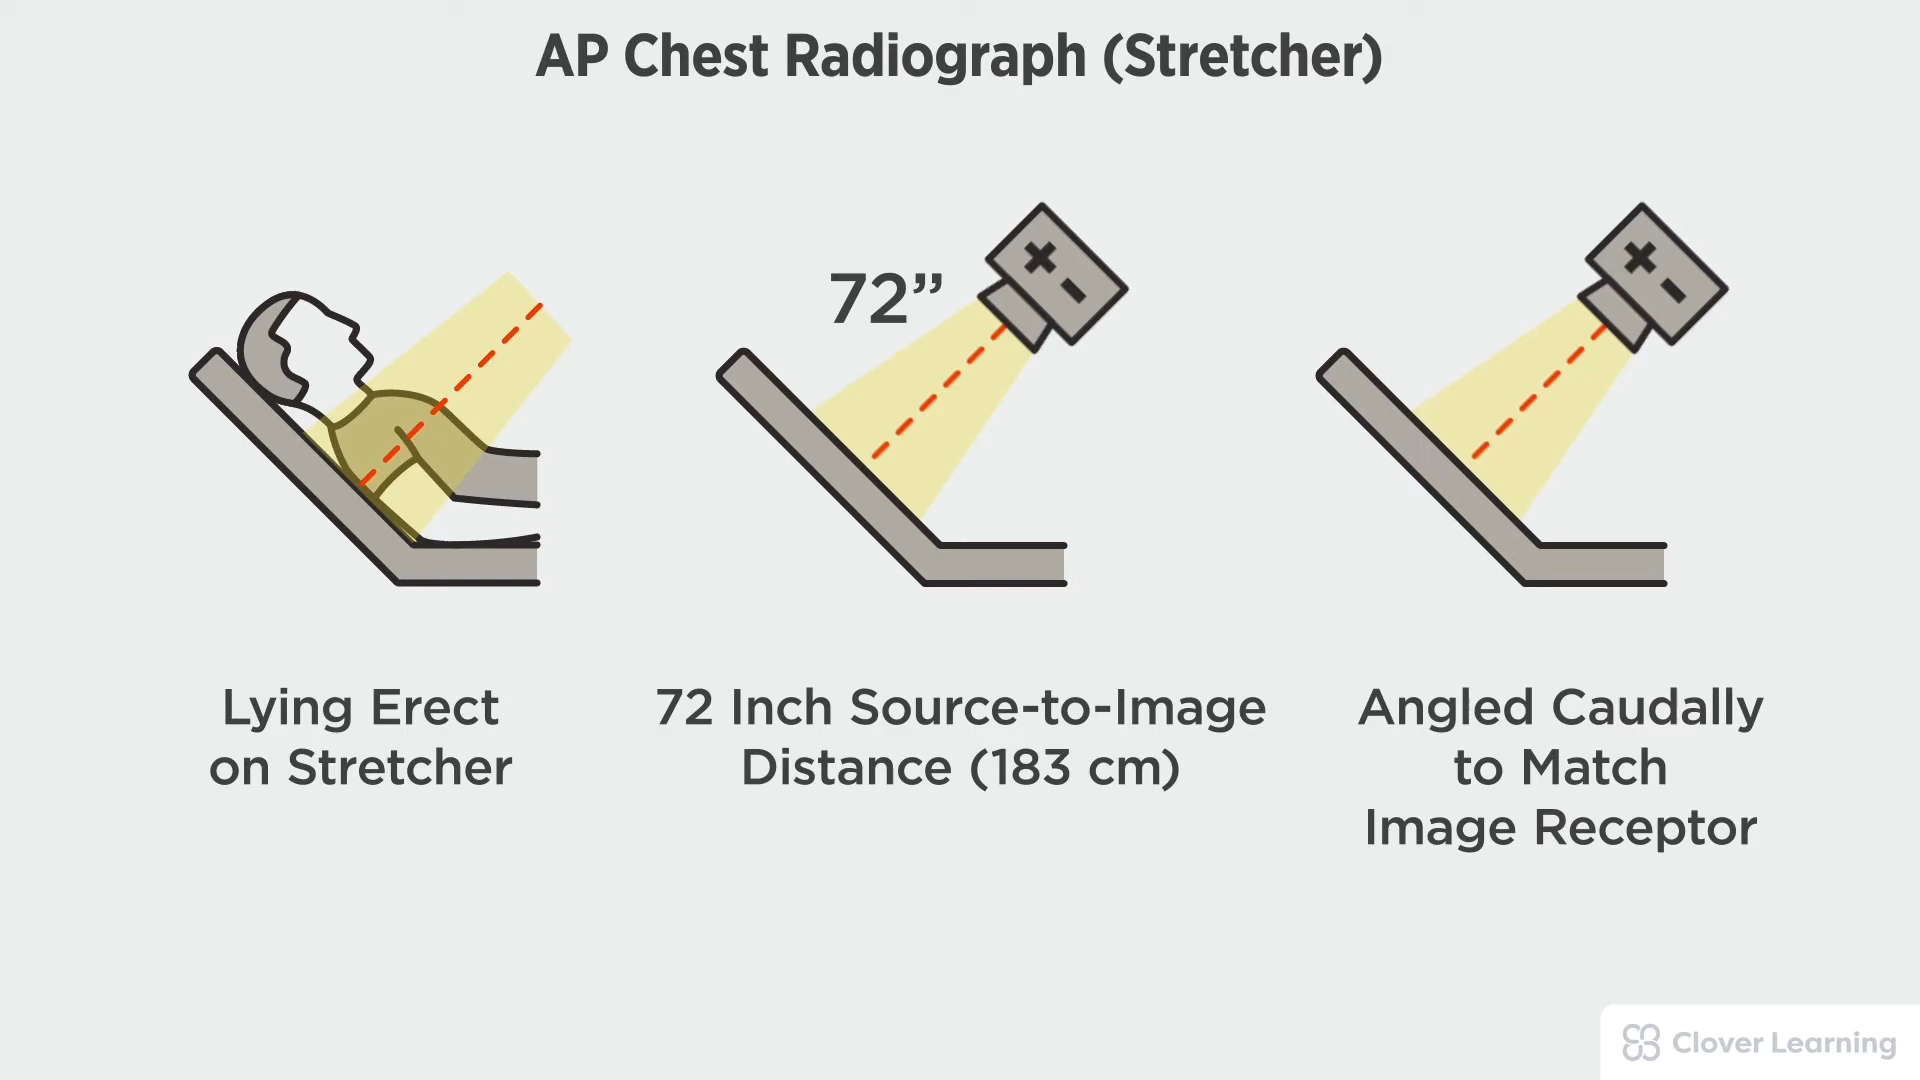 AP Chest Radiograph (Stretcher)
72”
Lying Erect
on Stretcher
72 Inch Source-to-Image
Distance (183 cm)
Angled Caudally
to Match
Image Receptor
Clover Learning